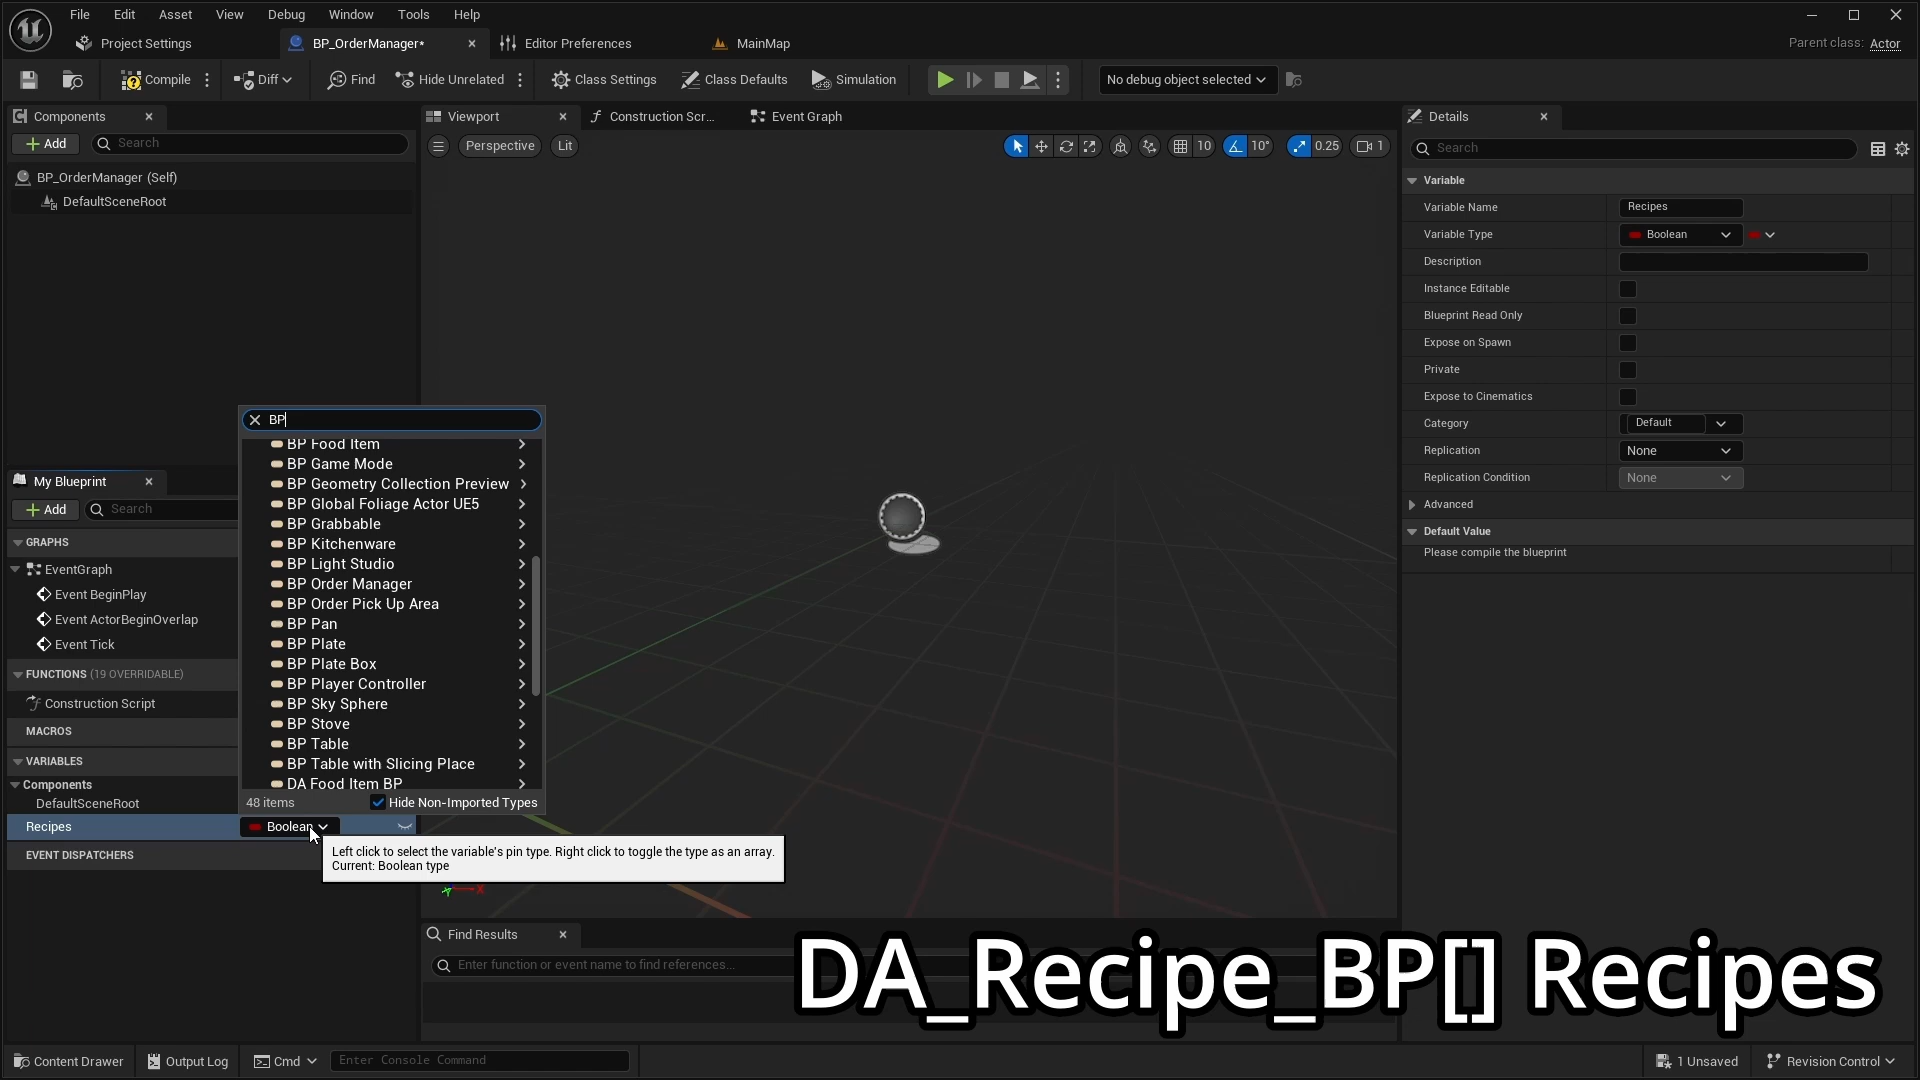 File Edit Asset View Debug Window Tools Help
Project Settings BP_OrderManager* Editor Preferences MainMap Parent class: Actor
Compile Diff Find Hide Unrelated Class Settings Class Defaults Simulation No debug object selected
Components
Add Search
BP_OrderManager (Self)
DefaultSceneRoot
Viewport Construction Scr... Event Graph
Perspective Lit 10 10° 0.25 1
BP
BP Food Item
BP Game Mode
BP Geometry Collection Preview
BP Global Foliage Actor UE5
BP Grabbable
BP Kitchenware
BP Light Studio
BP Order Manager
BP Order Pick Up Area
BP Pan
BP Plate
BP Plate Box
BP Player Controller
BP Sky Sphere
BP Stove
BP Table
BP Table with Slicing Place
DA Food Item BP
48 items Hide Non-Imported Types
My Blueprint
Add Search
GRAPHS
EventGraph
Event BeginPlay
Event ActorBeginOverlap
Event Tick
FUNCTIONS (19 OVERRIDABLE)
Construction Script
MACROS
VARIABLES
Components
DefaultSceneRoot
Recipes Boolean
EVENT DISPATCHERS
Left click to select the variable's pin type. Right click to toggle the type as an array.
Current: Boolean type
Details
Search
Variable
Variable Name Recipes
Variable Type Boolean
Description
Instance Editable
Blueprint Read Only
Expose on Spawn
Private
Expose to Cinematics
Category Default
Replication None
Replication Condition None
Advanced
Default Value
Please compile the blueprint
Find Results
Enter function or event name to find references...
DA_Recipe_BP[] Recipes
Content Drawer Output Log Cmd Enter Console Command 1 Unsaved Revision Control